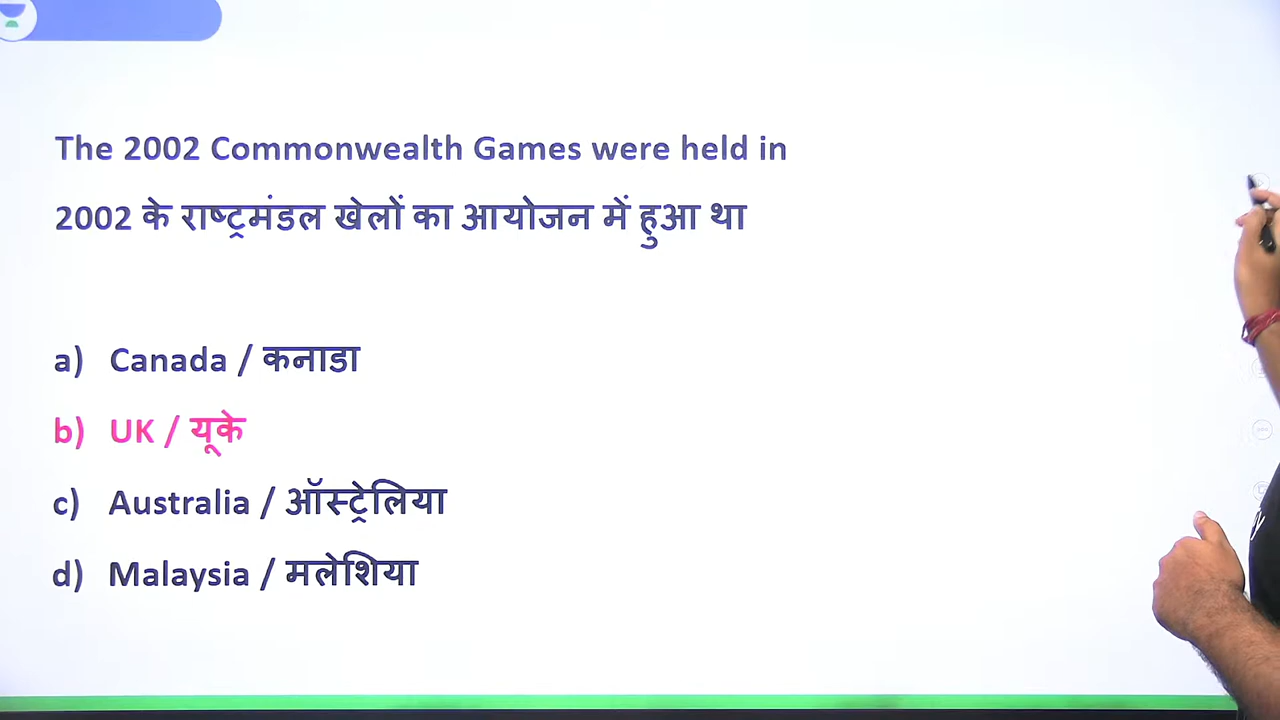 The 2002 Commonwealth Games were held in
2002 के राष्ट्रमंडल खेलों का आयोजन में हुआ था
a) Canada / कनाडा
b) UK / यूके
c) Australia / ऑस्ट्रेलिया
d) Malaysia / मलेशिया